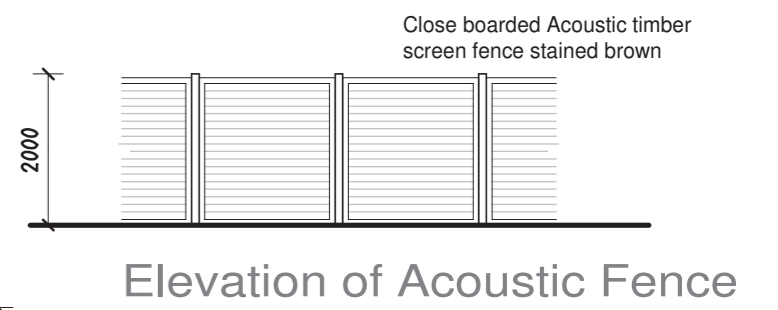 Close boarded Acoustic timber
screen fence stained brown
2000
Elevation of Acoustic Fence